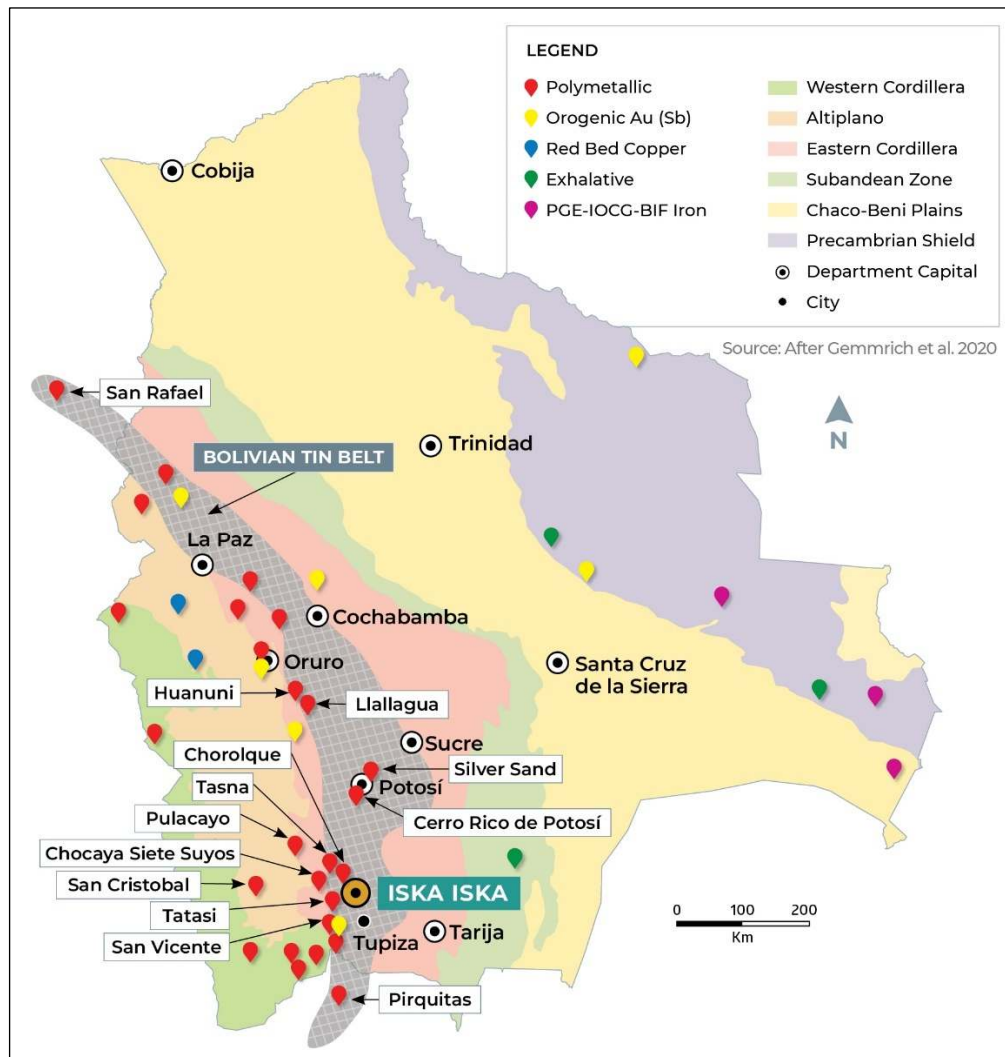 LEGEND
Polymetallic
Orogenic Au (Sb)
Red Bed Copper
Exhalative
PGE-IOCG-BIF Iron
Western Cordillera
Altiplano
Eastern Cordillera
Subandean Zone
Chaco-Beni Plains
Precambrian Shield
Department Capital
City
Source: After Gemmrich et al. 2020
Cobija
San Rafael
N
Trinidad
BOLIVIAN TIN BELT
La Paz
Cochabamba
Oruro
Santa Cruz
de la Sierra
Huanuni
Llallagua
Sucre
Chorolque
Silver Sand
Tasna
Potosí
Pulacayo
Cerro Rico de Potosí
Chocaya Siete Suyos
San Cristobal
ISKA ISKA
Tatasi
San Vicente
Tupiza
Tarija
0 100 200
Km
Pirquitas